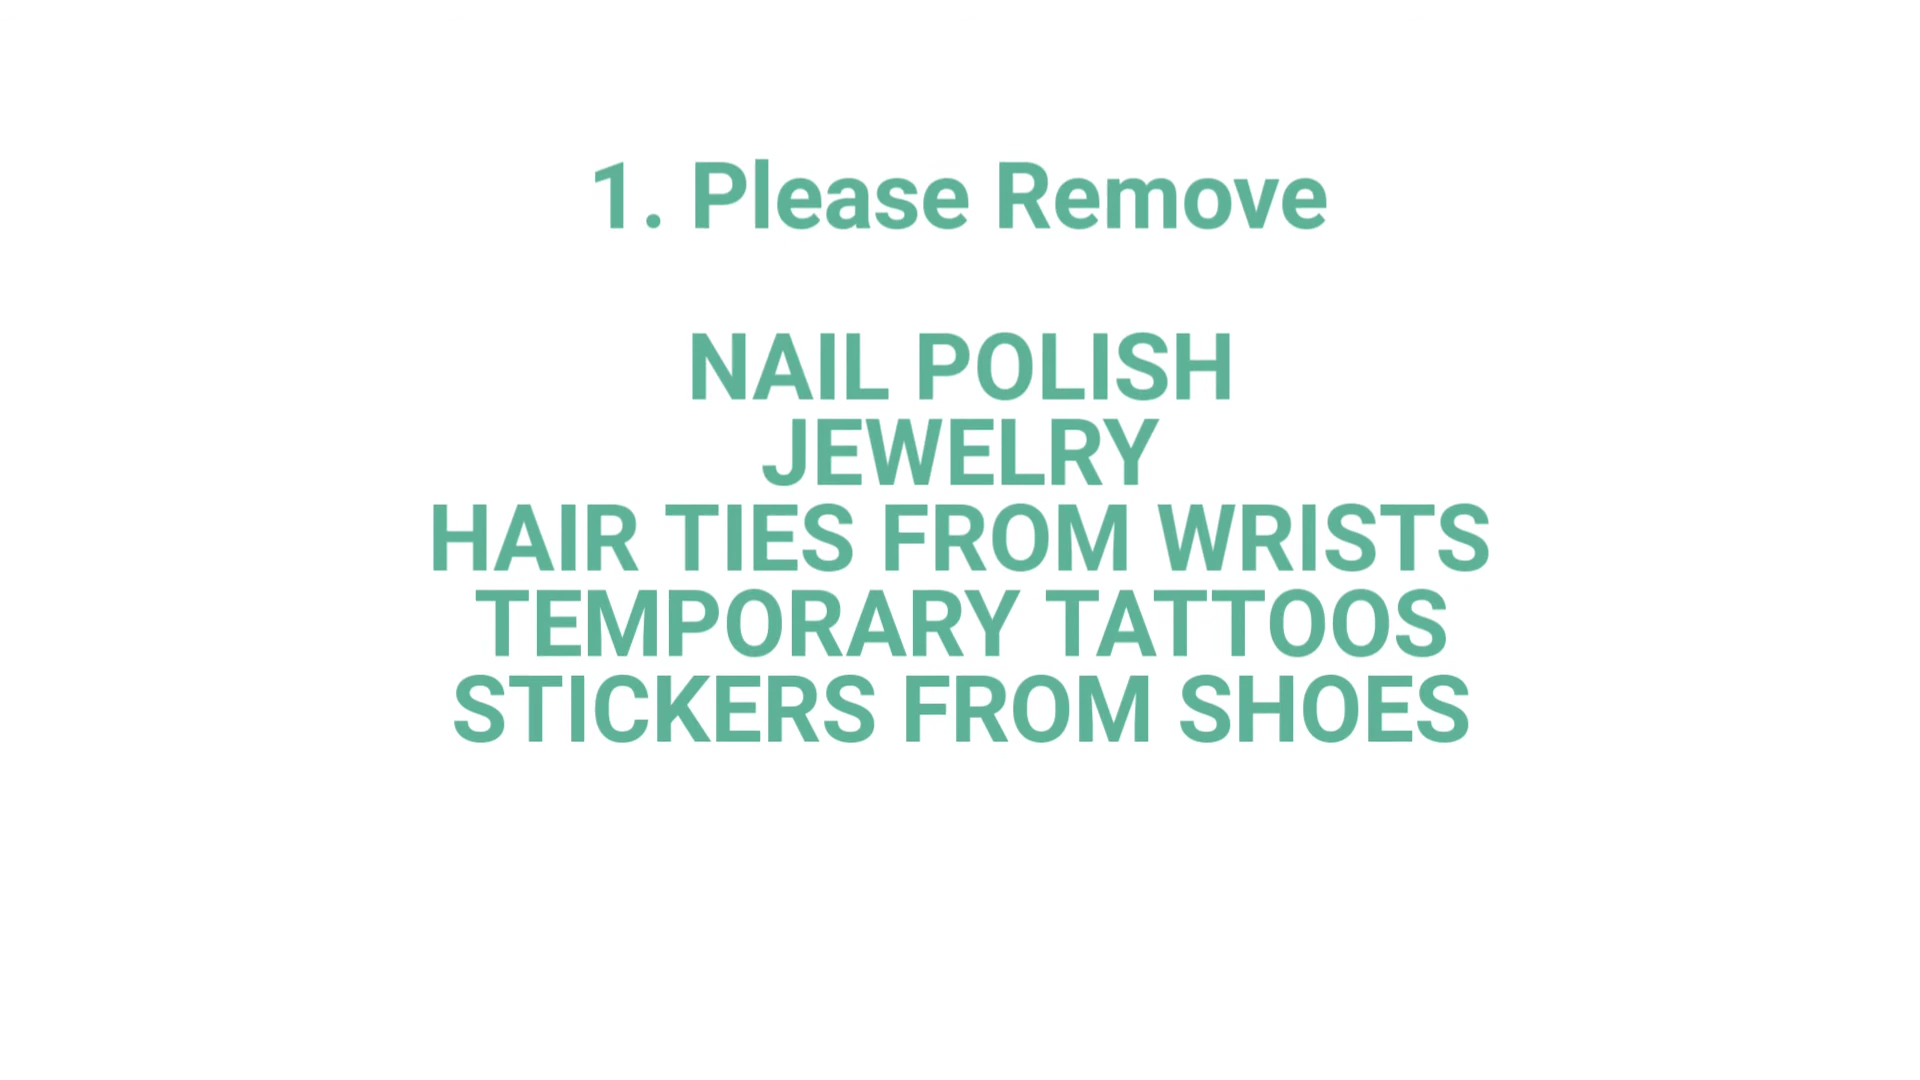 1. Please Remove
NAIL POLISH
JEWELRY
HAIR TIES FROM WRISTS
TEMPORARY TATTOOS
STICKERS FROM SHOES